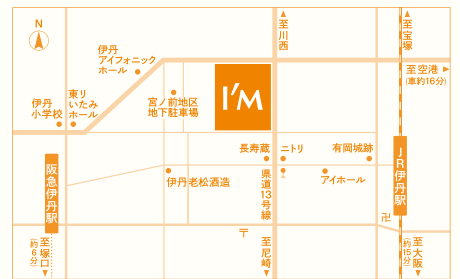 N
至川西
至宝塚
伊丹
アイフォニック
ホール
至空港
(車約16分)
I'M
宮ノ前地区
地下駐車場
東リ
いたみ
ホール
伊丹
小学校
長寿蔵
ニトリ
有岡城跡
JR伊丹駅
阪急伊丹駅
伊丹老松酒造
県道13号線
アイホール
至塚口
(約6分)
至尼崎
至大阪
(約15分)